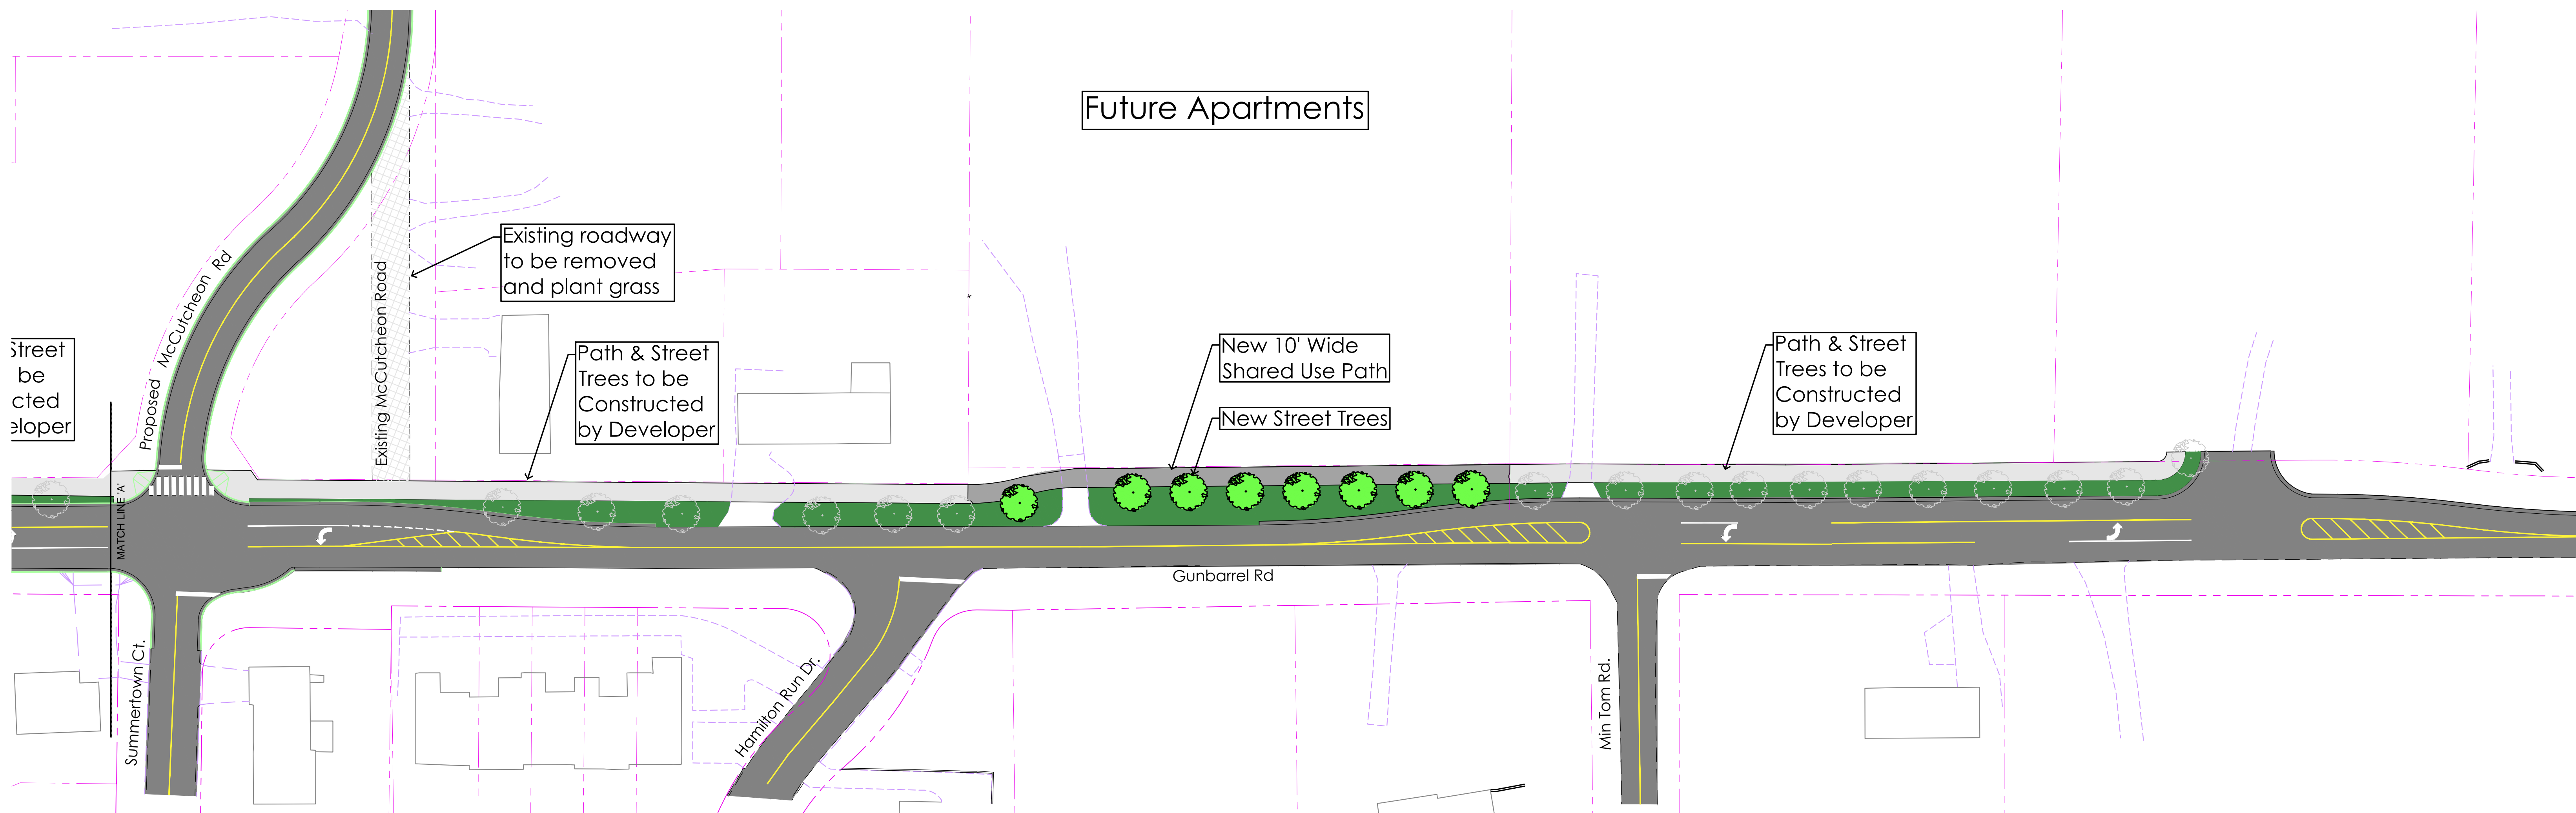 Future Apartments
Existing roadway
to be removed
and plant grass
Proposed McCutcheon Rd
Existing McCutcheon Road
Street
be
cted
eloper
Path & Street
Trees to be
Constructed
by Developer
New 10' Wide
Shared Use Path
New Street Trees
Path & Street
Trees to be
Constructed
by Developer
MATCH LINE 'A'
Gunbarrel Rd
Summertown Ct.
Hamilton Run Dr.
Min Tom Rd.